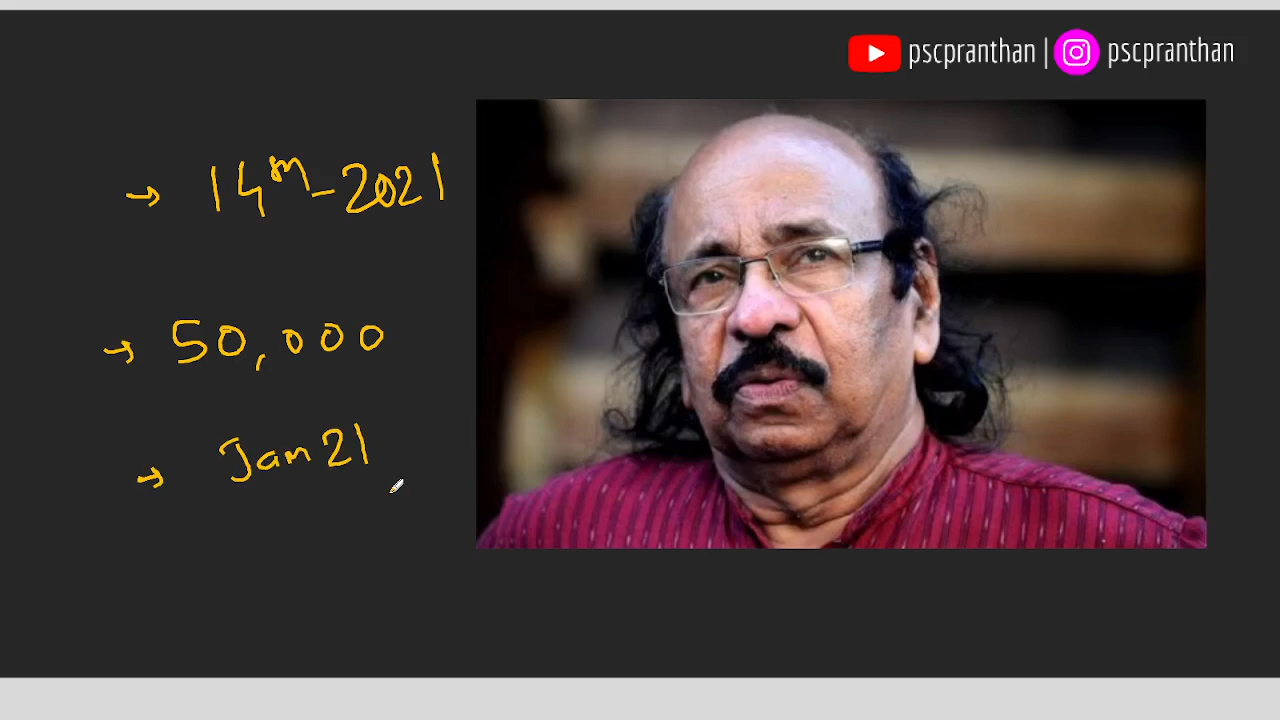 pscpranthan | pscpranthan
→ 14th - 2021
→ 50,000
→ Jan 21